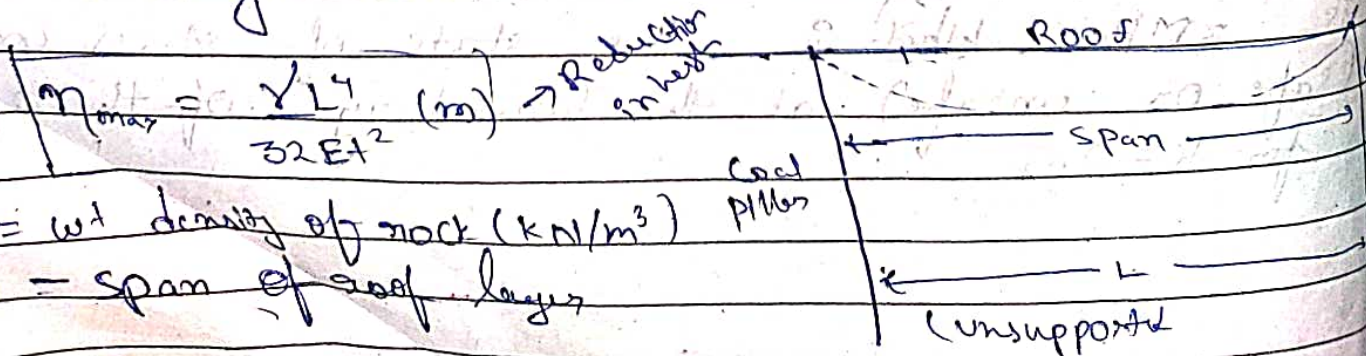 Roof
η_max = γL⁴ / 32Et² (m) → Reduction in height
span
Coal
pillar
= wt density of rock (kN/m³)
= span of roof layer
L
(unsupported